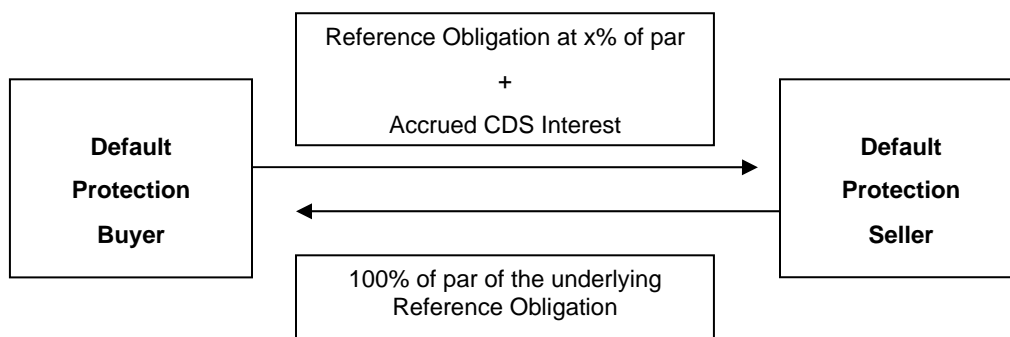 Reference Obligation at x% of par
+
Accrued CDS Interest
Default
Protection
Buyer
Default
Protection
Seller
100% of par of the underlying
Reference Obligation